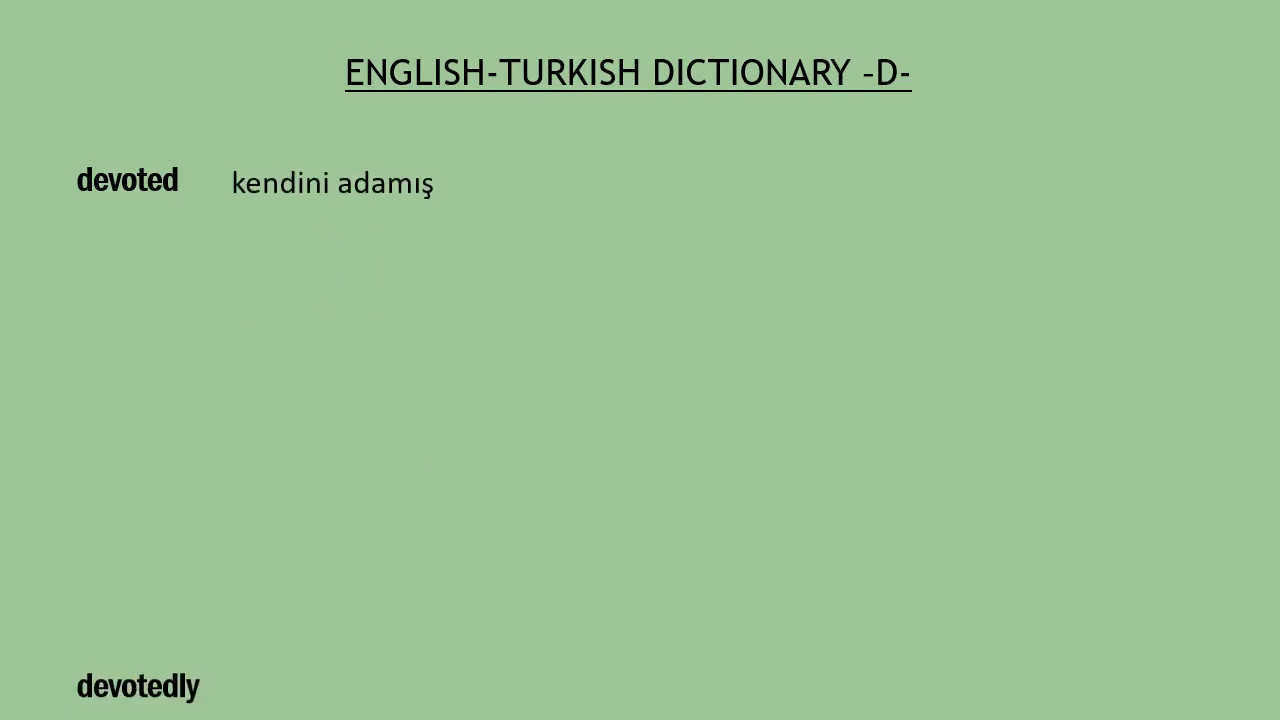 ENGLISH-TURKISH DICTIONARY –D-
devoted kendini adamış
devotedly